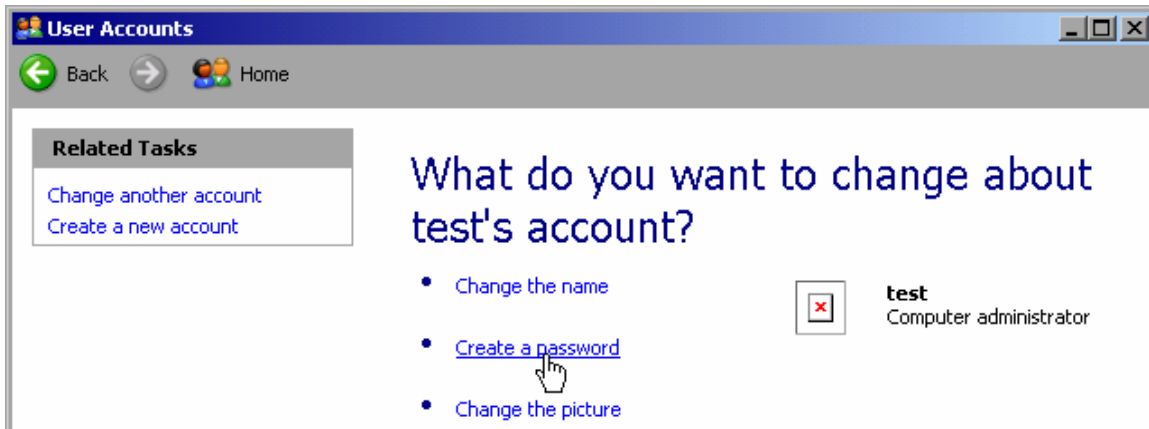 User Accounts
Back Home
Related Tasks
Change another account
Create a new account
What do you want to change about
test's account?
Change the name
Create a password
Change the picture
test
Computer administrator